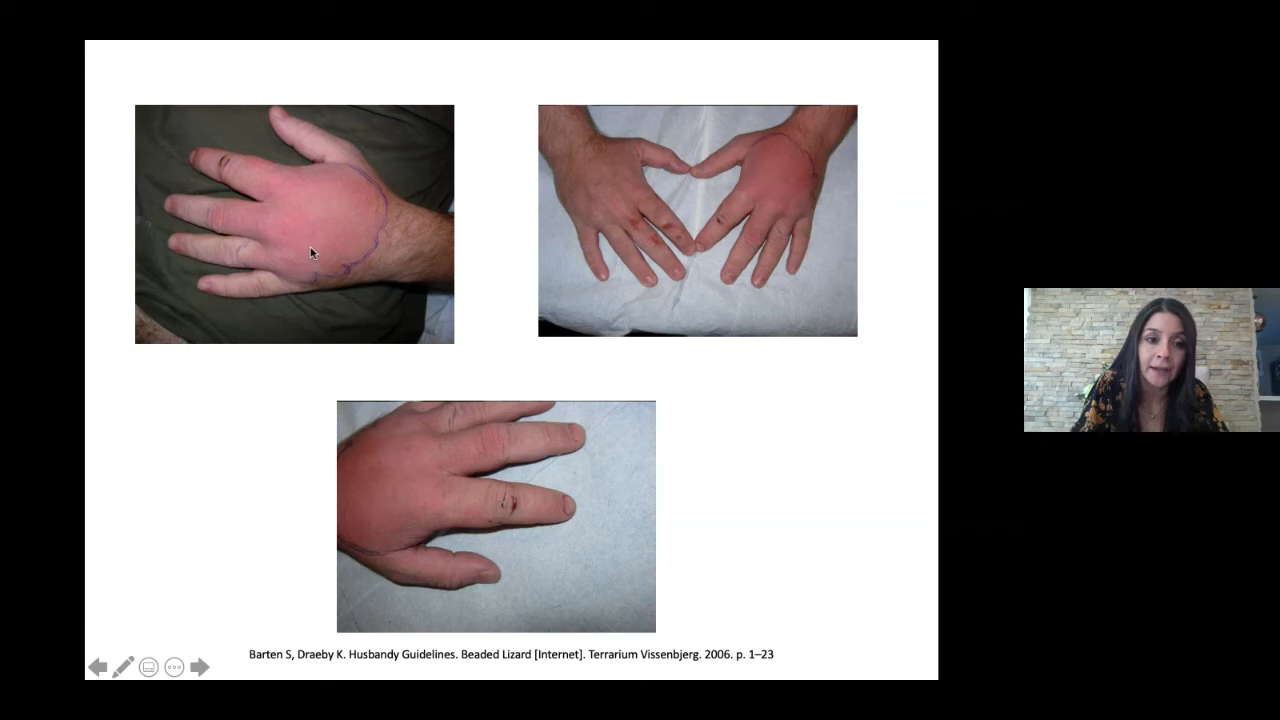 Barten S, Draeby K. Husbandy Guidelines. Beaded Lizard [Internet]. Terrarium Vissenbjerg. 2006. p. 1–23